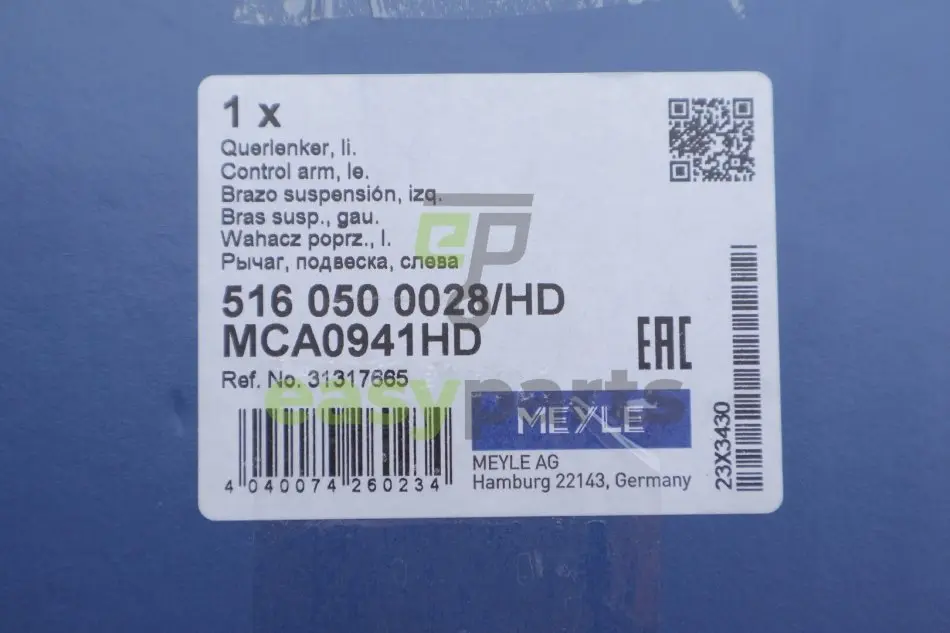 1 x
Querlenker, li.
Control arm, le.
Brazo suspensión, izq.
Bras susp., gau.
Wahacz poprz., l.
Рычаг, подвеска, слева
516 050 0028/HD
MCA0941HD
Ref. No. 31317665
EAC
easyparts
MEYLE
MEYLE AG
Hamburg 22143, Germany
4 040074 260234
23X3430
ep